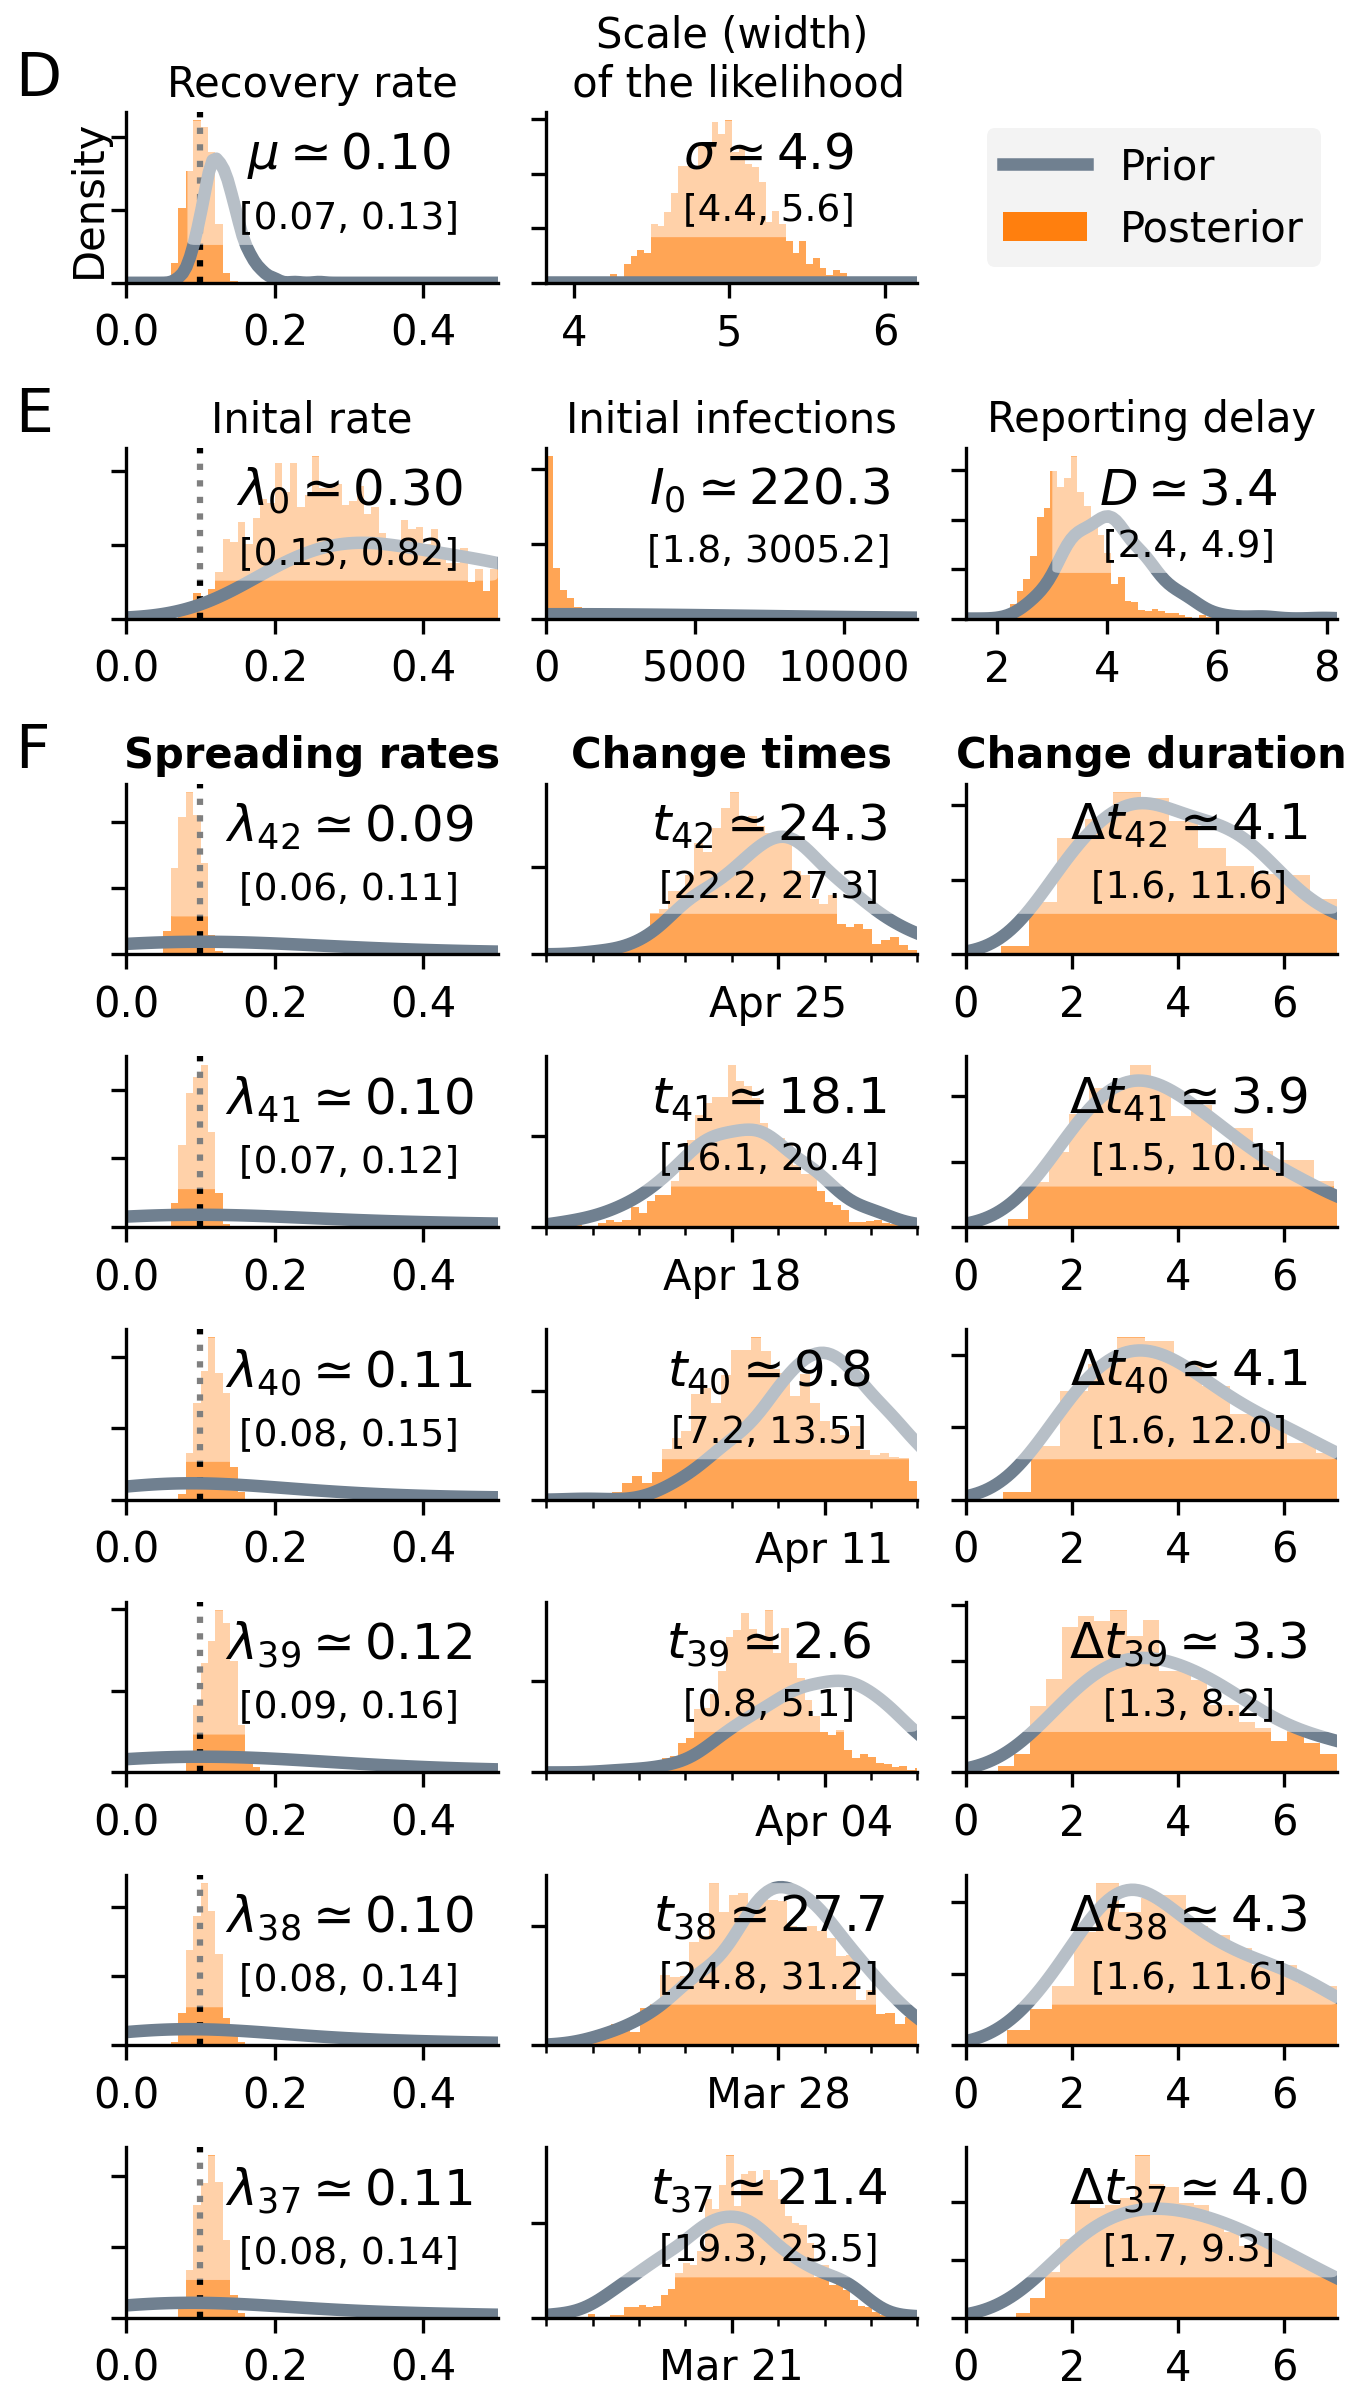 D
Recovery rate
Density
μ ≃ 0.10
[0.07, 0.13]
0.0 0.2 0.4
Scale (width)
of the likelihood
σ ≃ 4.9
[4.4, 5.6]
4 5 6
Prior
Posterior
E
Inital rate
λ₀ ≃ 0.30
[0.13, 0.82]
0.0 0.2 0.4
Initial infections
I₀ ≃ 220.3
[1.8, 3005.2]
0 5000 10000
Reporting delay
D ≃ 3.4
[2.4, 4.9]
2 4 6 8
F
Spreading rates
Change times
Change duration
λ₄₂ ≃ 0.09
[0.06, 0.11]
0.0 0.2 0.4
t₄₂ ≃ 24.3
[22.2, 27.3]
Apr 25
Δt₄₂ ≃ 4.1
[1.6, 11.6]
0 2 4 6
λ₄₁ ≃ 0.10
[0.07, 0.12]
0.0 0.2 0.4
t₄₁ ≃ 18.1
[16.1, 20.4]
Apr 18
Δt₄₁ ≃ 3.9
[1.5, 10.1]
0 2 4 6
λ₄₀ ≃ 0.11
[0.08, 0.15]
0.0 0.2 0.4
t₄₀ ≃ 9.8
[7.2, 13.5]
Apr 11
Δt₄₀ ≃ 4.1
[1.6, 12.0]
0 2 4 6
λ₃₉ ≃ 0.12
[0.09, 0.16]
0.0 0.2 0.4
t₃₉ ≃ 2.6
[0.8, 5.1]
Apr 04
Δt₃₉ ≃ 3.3
[1.3, 8.2]
0 2 4 6
λ₃₈ ≃ 0.10
[0.08, 0.14]
0.0 0.2 0.4
t₃₈ ≃ 27.7
[24.8, 31.2]
Mar 28
Δt₃₈ ≃ 4.3
[1.6, 11.6]
0 2 4 6
λ₃₇ ≃ 0.11
[0.08, 0.14]
0.0 0.2 0.4
t₃₇ ≃ 21.4
[19.3, 23.5]
Mar 21
Δt₃₇ ≃ 4.0
[1.7, 9.3]
0 2 4 6